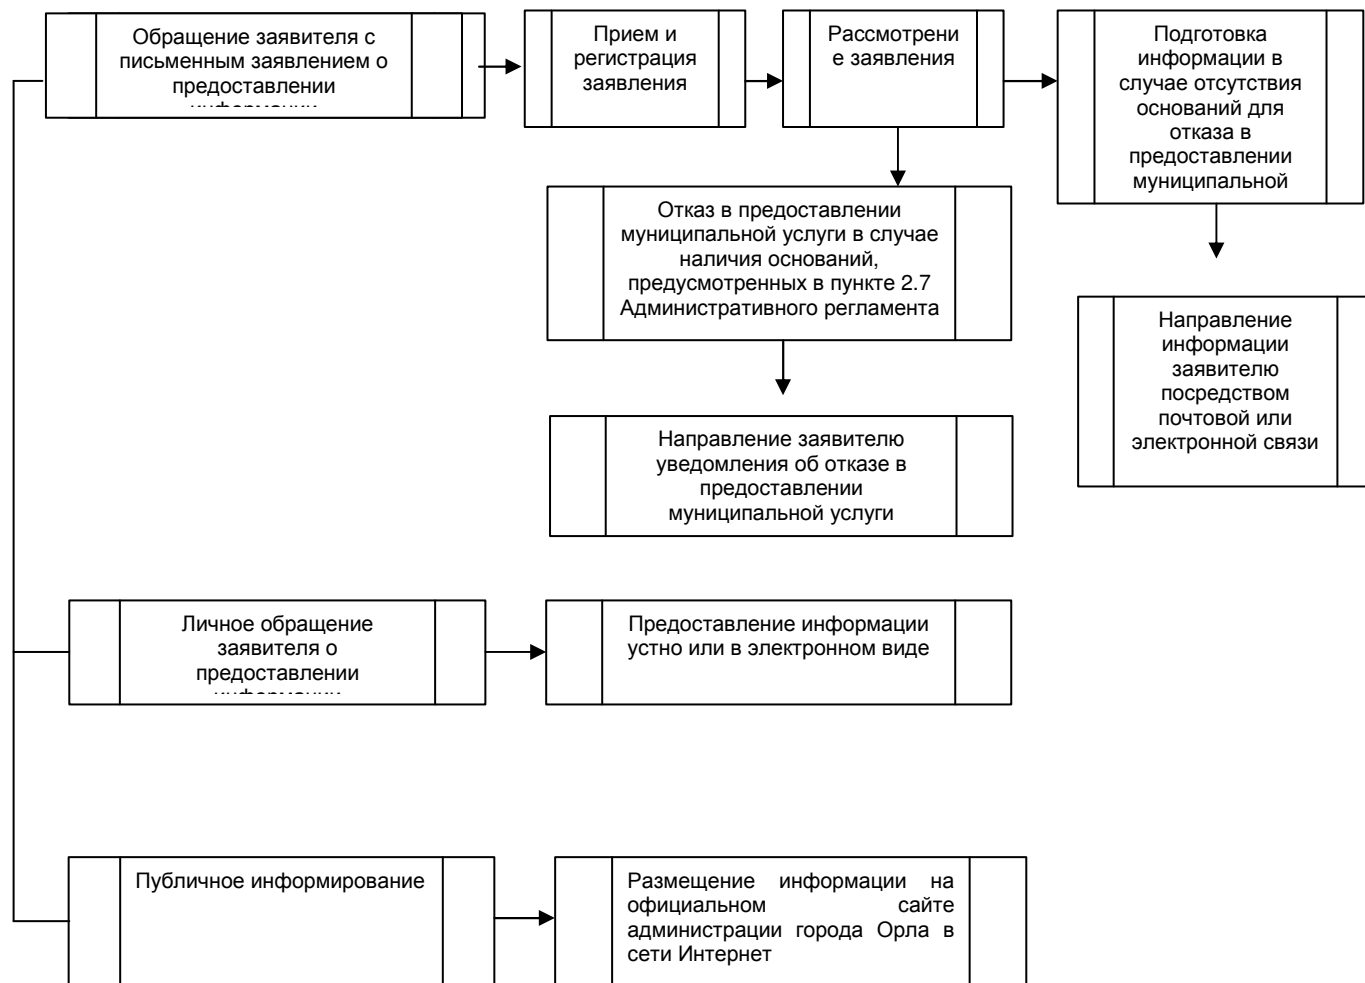 Обращение заявителя с
письменным заявлением о
предоставлении
Прием и
регистрация
заявления
Рассмотрени
е заявления
Подготовка
информации в
случае отсутствия
оснований для
отказа в
предоставлении
муниципальной
Отказ в предоставлении
муниципальной услуги в случае
наличия оснований,
предусмотренных в пункте 2.7
Административного регламента
Направление
информации
заявителю
посредством
почтовой или
электронной связи
Направление заявителю
уведомления об отказе в
предоставлении
муниципальной услуги
Личное обращение
заявителя о
предоставлении
Предоставление информации
устно или в электронном виде
Публичное информирование
Размещение информации на
официальном сайте
администрации города Орла в
сети Интернет